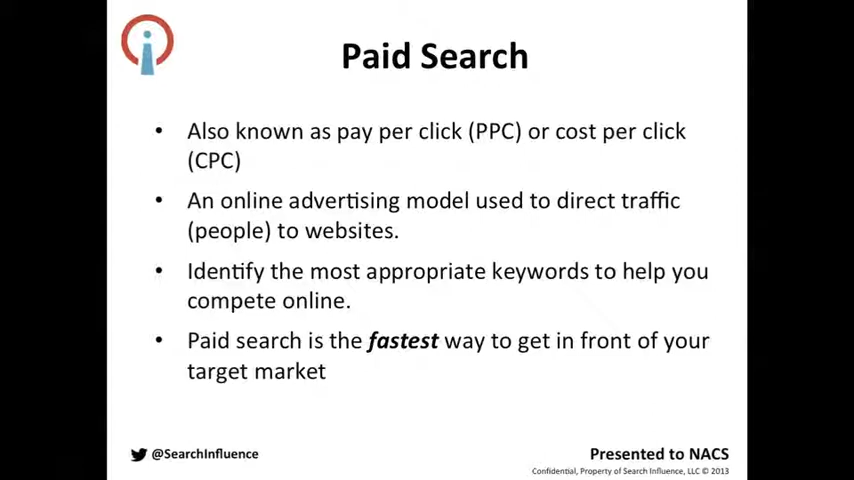 Paid Search
• Also known as pay per click (PPC) or cost per click
(CPC)
• An online advertising model used to direct traffic
(people) to websites.
• Identify the most appropriate keywords to help you
compete online.
• Paid search is the fastest way to get in front of your
target market
@SearchInfluence
Presented to NACS
Confidential, Property of Search Influence, LLC © 2013